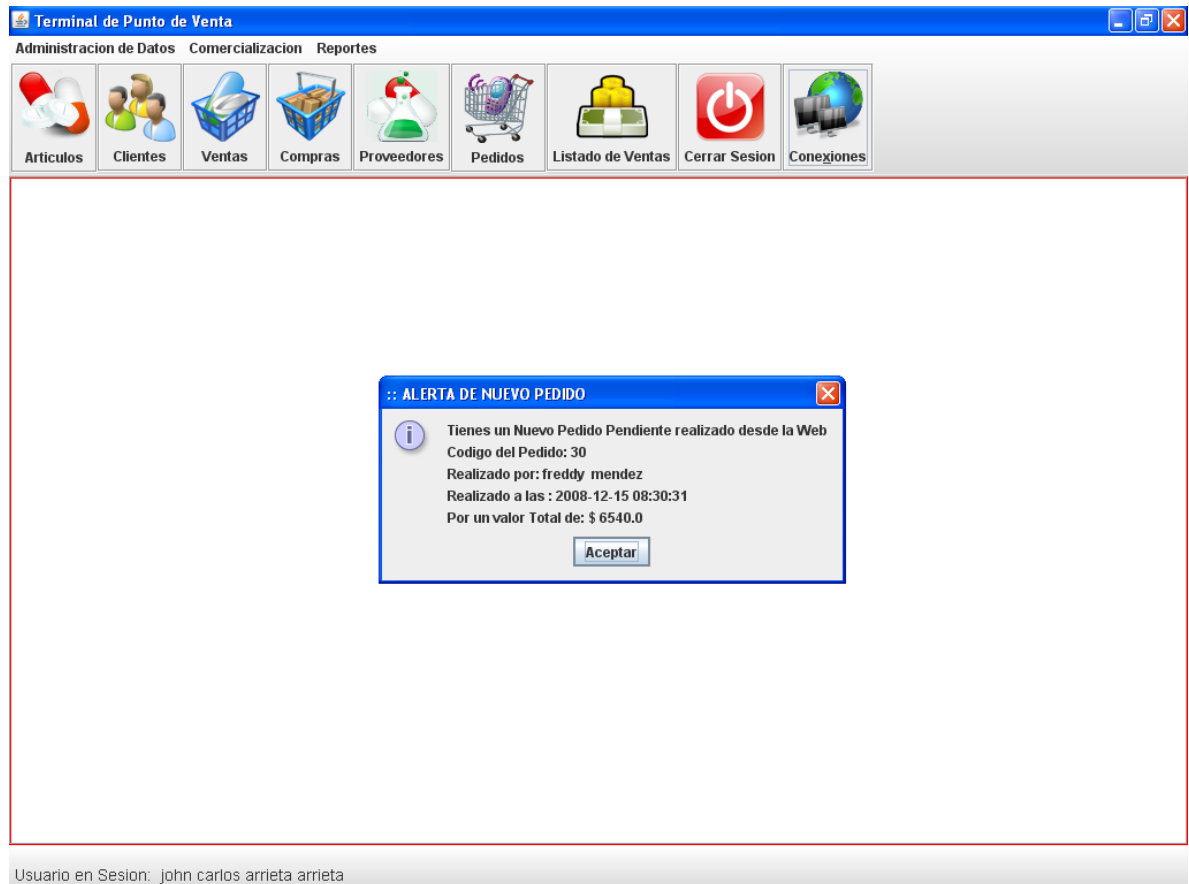 Terminal de Punto de Venta
Administracion de Datos Comercializacion Reportes
Articulos Clientes Ventas Compras Proveedores Pedidos Listado de Ventas Cerrar Sesion Conexiones
:: ALERTA DE NUEVO PEDIDO
Tienes un Nuevo Pedido Pendiente realizado desde la Web
Codigo del Pedido: 30
Realizado por: freddy mendez
Realizado a las : 2008-12-15 08:30:31
Por un valor Total de: $ 6540.0
Aceptar
Usuario en Sesion: john carlos arrieta arrieta